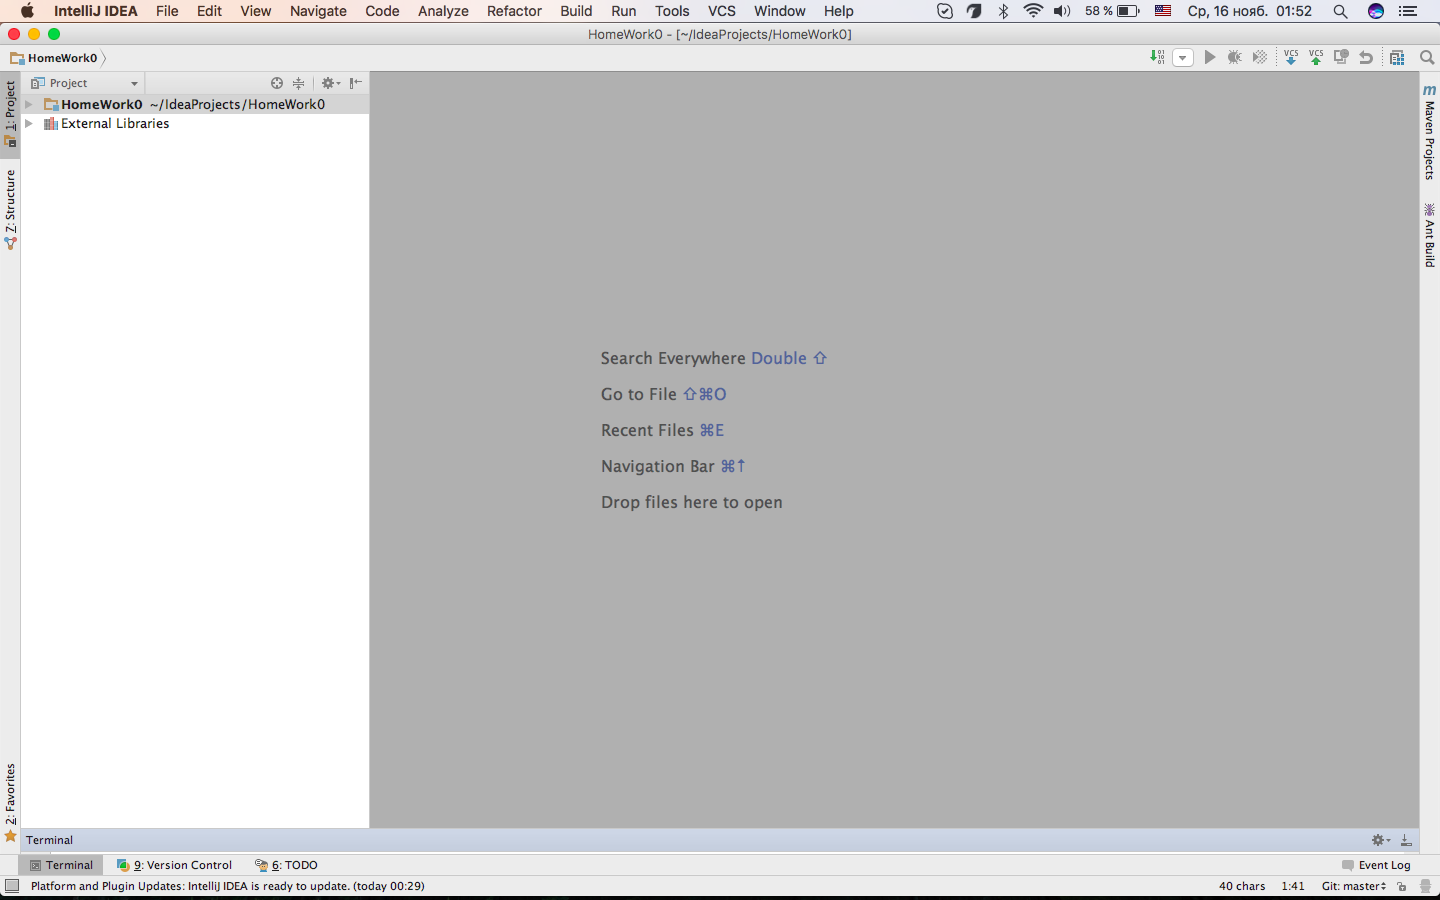 IntelliJ IDEA File Edit View Navigate Code Analyze Refactor Build Run Tools VCS Window Help 58 % Ср, 16 нояб. 01:52
HomeWork0 - [~/IdeaProjects/HomeWork0]
HomeWork0
VCS VCS
Project
HomeWork0 ~/IdeaProjects/HomeWork0
External Libraries
1: Project
Z: Structure
2: Favorites
m Maven Projects
Ant Build
Search Everywhere Double ⇧
Go to File ⇧⌘O
Recent Files ⌘E
Navigation Bar ⌘↑
Drop files here to open
Terminal
Terminal 9: Version Control 6: TODO Event Log
Platform and Plugin Updates: IntelliJ IDEA is ready to update. (today 00:29) 40 chars 1:41 Git: master